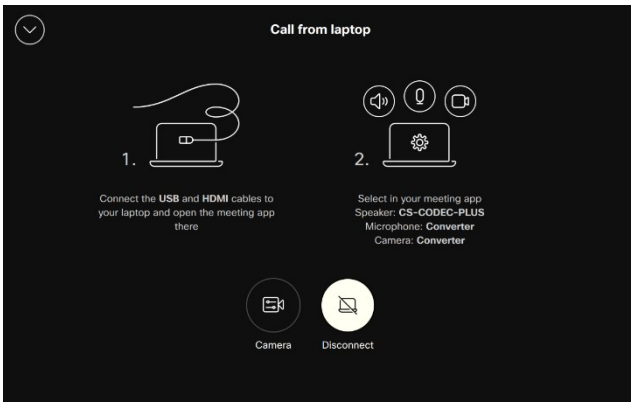 Call from laptop
1.
Connect the USB and HDMI cables to
your laptop and open the meeting app
there
2.
Select in your meeting app
Speaker: CS-CODEC-PLUS
Microphone: Converter
Camera: Converter
Camera
Disconnect